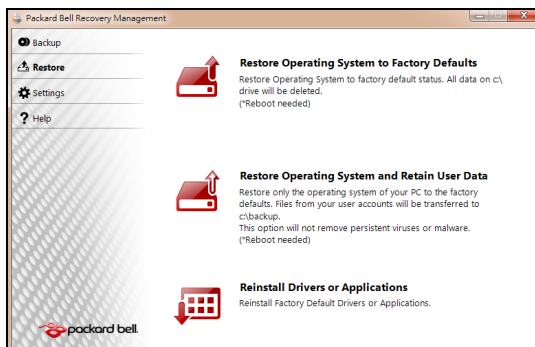 Packard Bell Recovery Management
Backup
Restore
Settings
Help
Restore Operating System to Factory Defaults
Restore Operating System to factory default status. All data on c:\
drive will be deleted.
(*Reboot needed)
Restore Operating System and Retain User Data
Restore only the operating system of your PC to the factory
defaults. Files from your user accounts will be transferred to
c:\backup.
This option will not remove persistent viruses or malware.
(*Reboot needed)
Reinstall Drivers or Applications
Reinstall Factory Default Drivers or Applications.
packard bell.